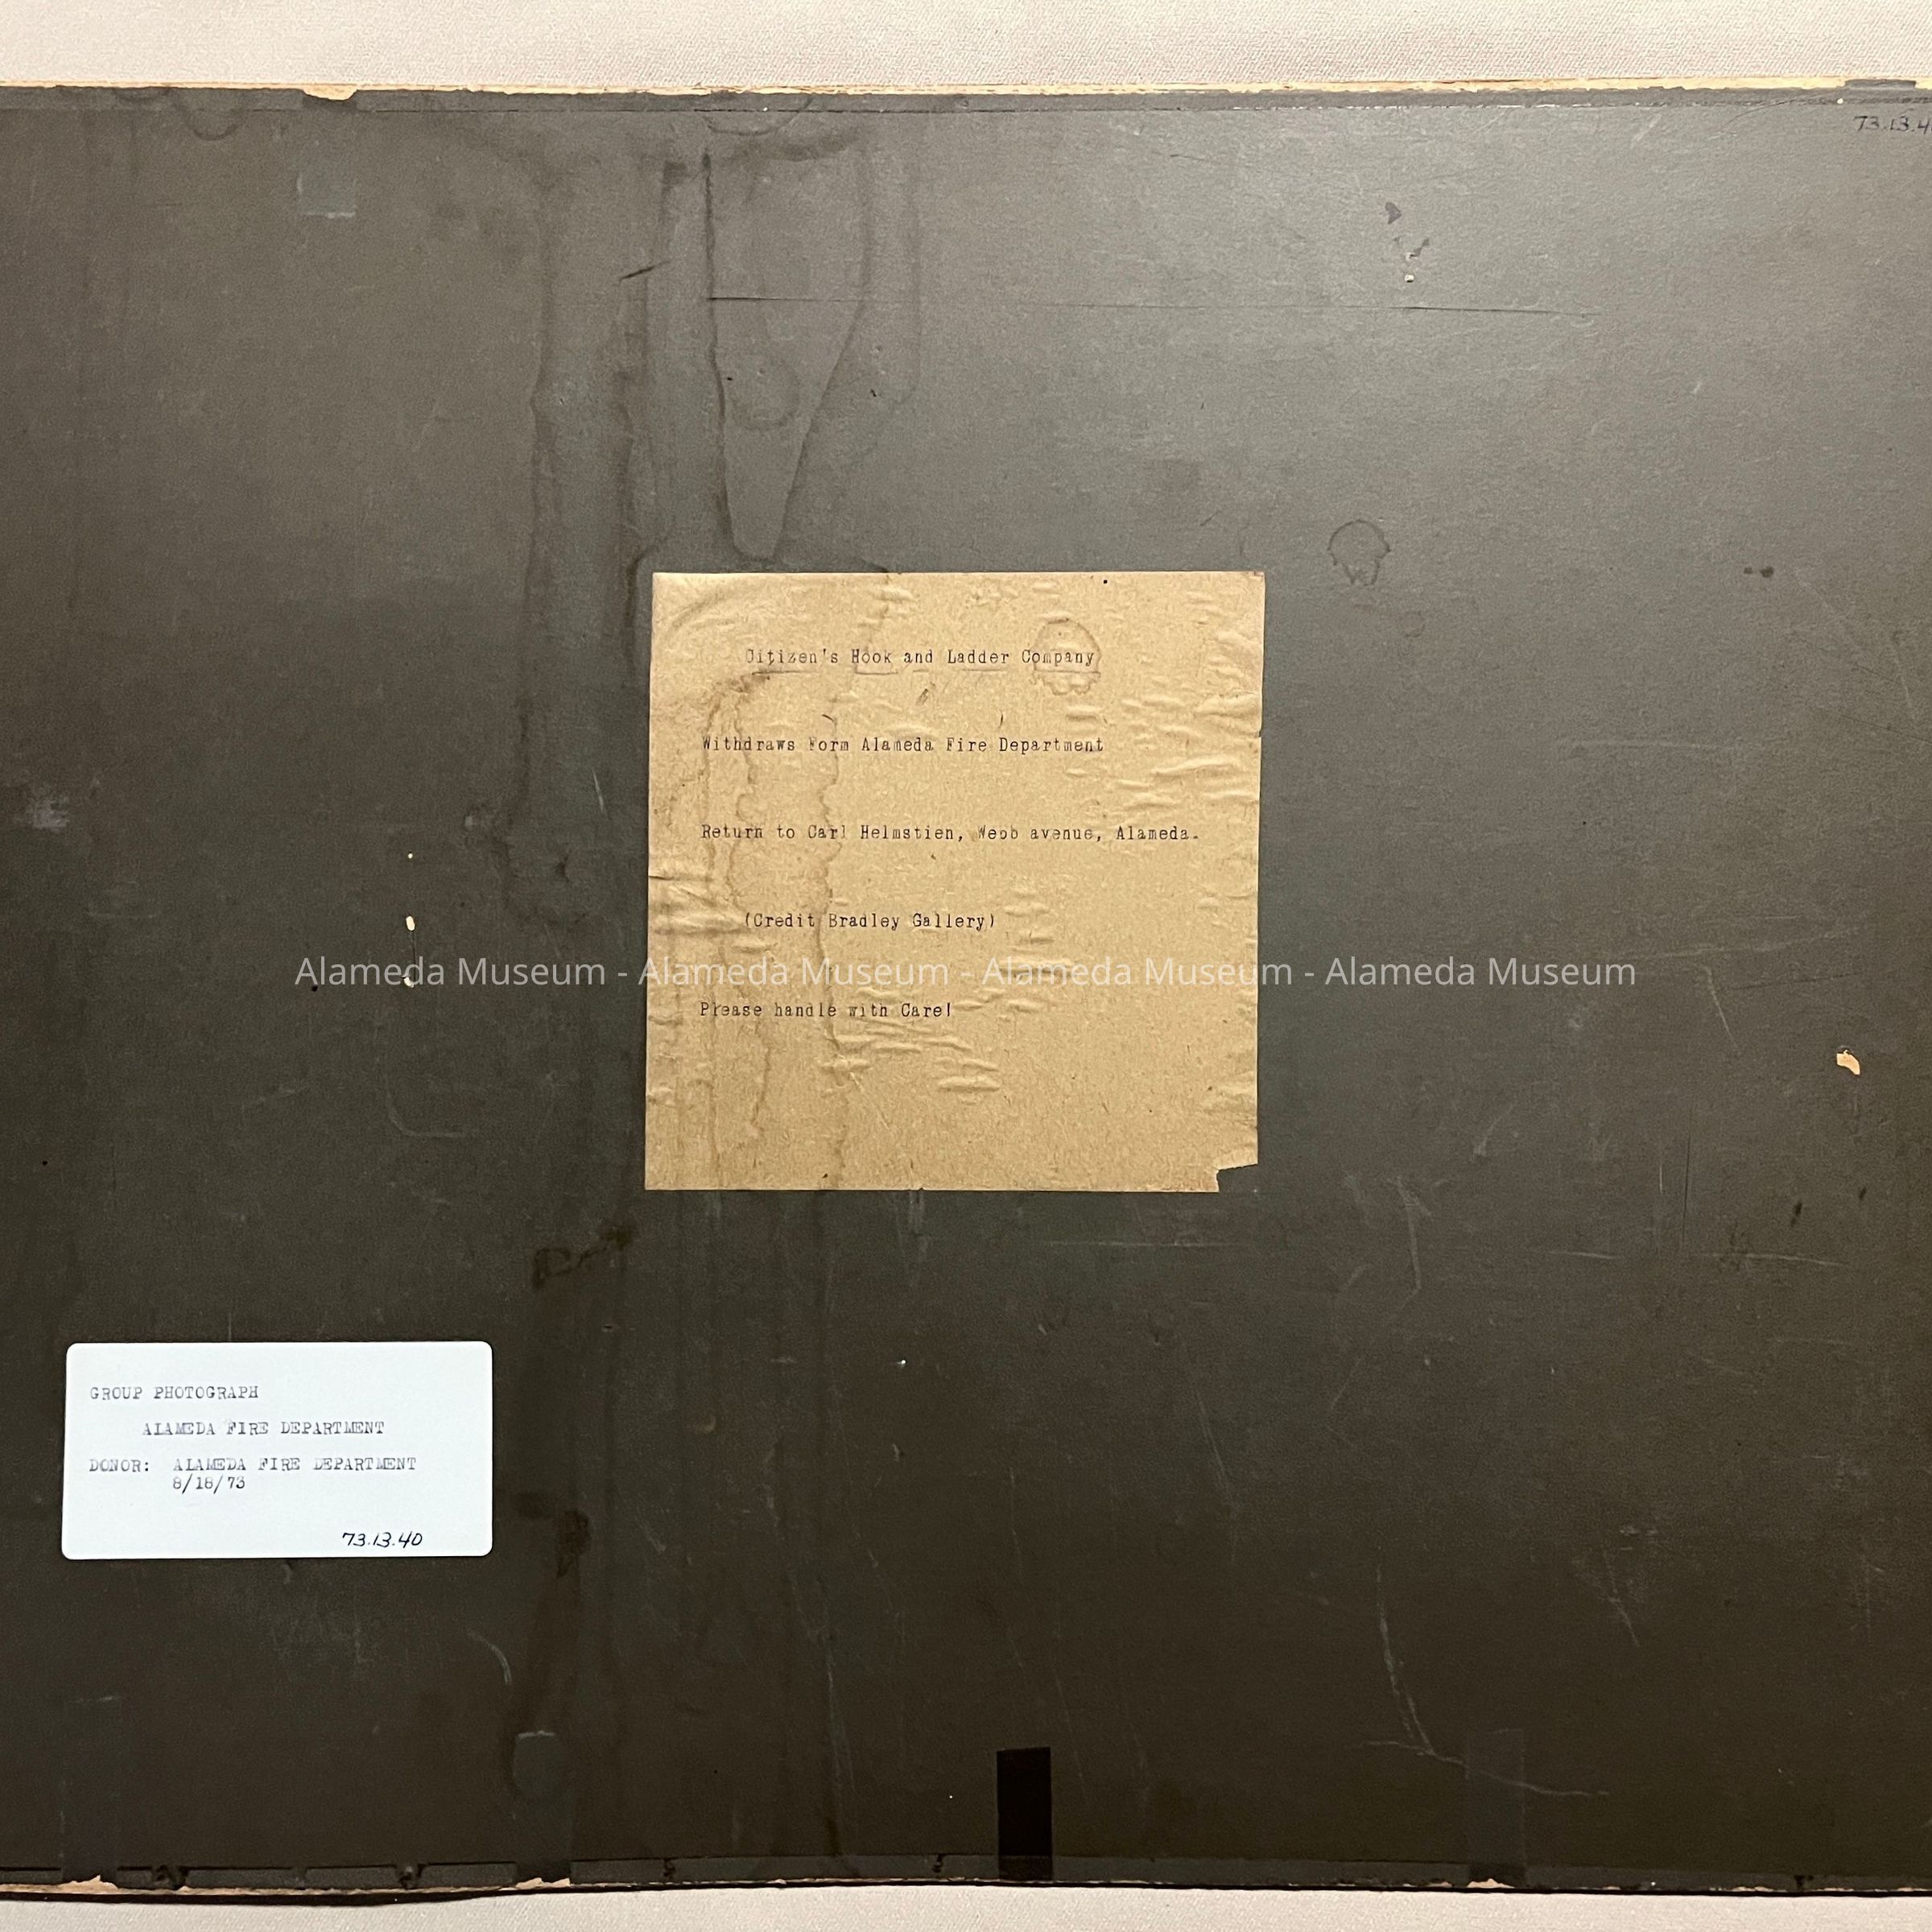 73.13.4
Citizen's Hook and Ladder Company
Withdraws Form Alameda Fire Department
Return to Carl Helmstien, Webb avenue, Alameda.
(Credit Bradley Gallery)
Alameda Museum - Alameda Museum - Alameda Museum - Alameda Museum
Please handle with Care!
GROUP PHOTOGRAPH
ALAMEDA FIRE DEPARTMENT
DONOR: ALAMEDA FIRE DEPARTMENT
8/18/73
73.13.40